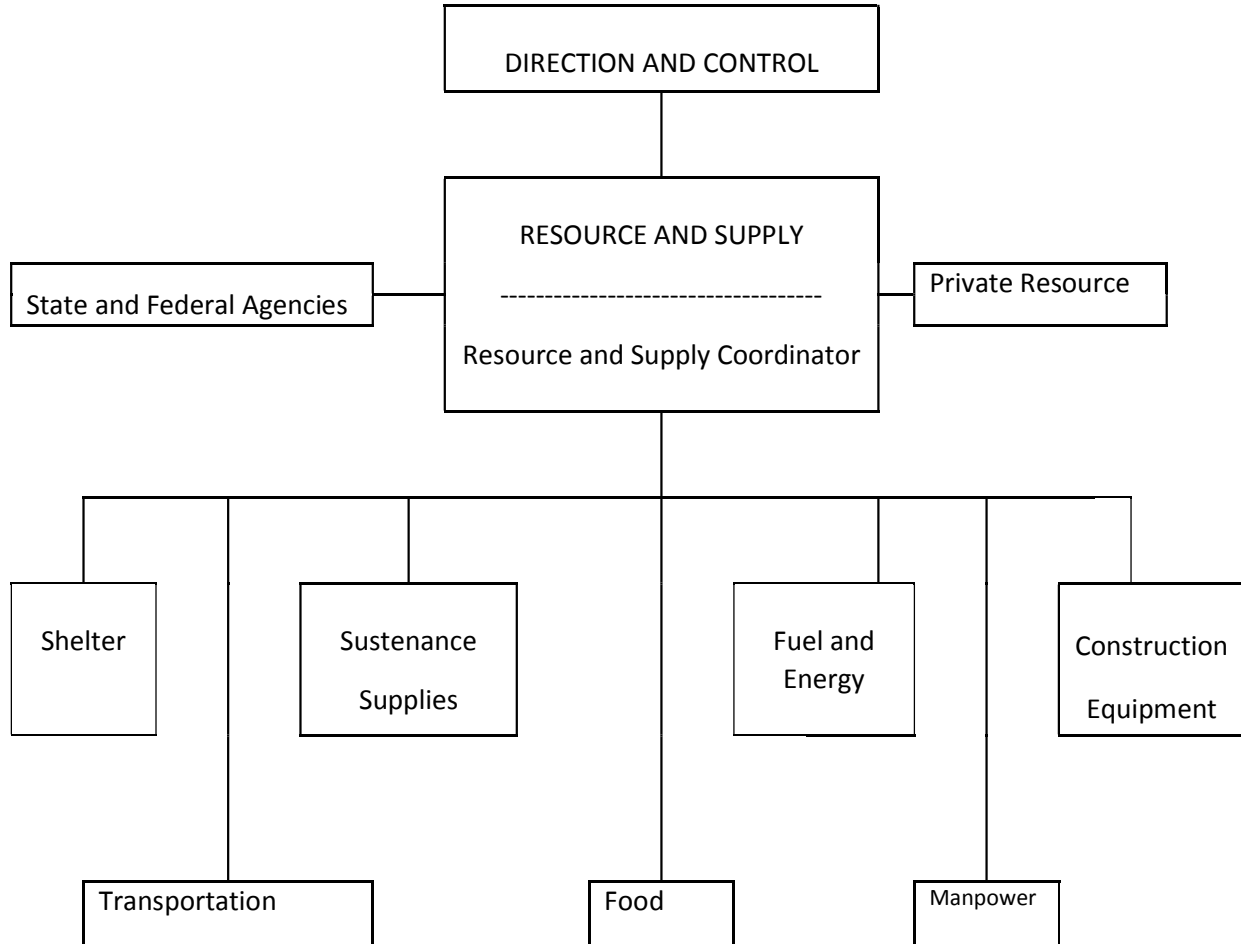 DIRECTION AND CONTROL
RESOURCE AND SUPPLY
------------------------------------
Resource and Supply Coordinator
State and Federal Agencies
Private Resource
Shelter
Sustenance
Supplies
Fuel and
Energy
Construction
Equipment
Transportation
Food
Manpower